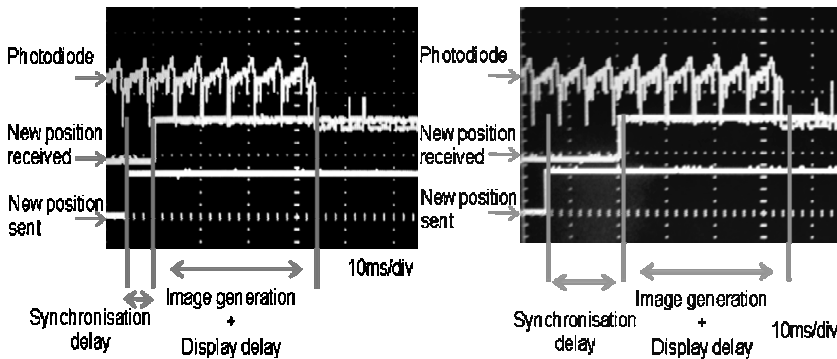 Photodiode
New position
received
New position
sent
10ms/div
Synchronisation
delay
Image generation
+
Display delay
Photodiode
New position
received
New position
sent
Synchronisation
delay
Image generation
+
Display delay
10ms/div